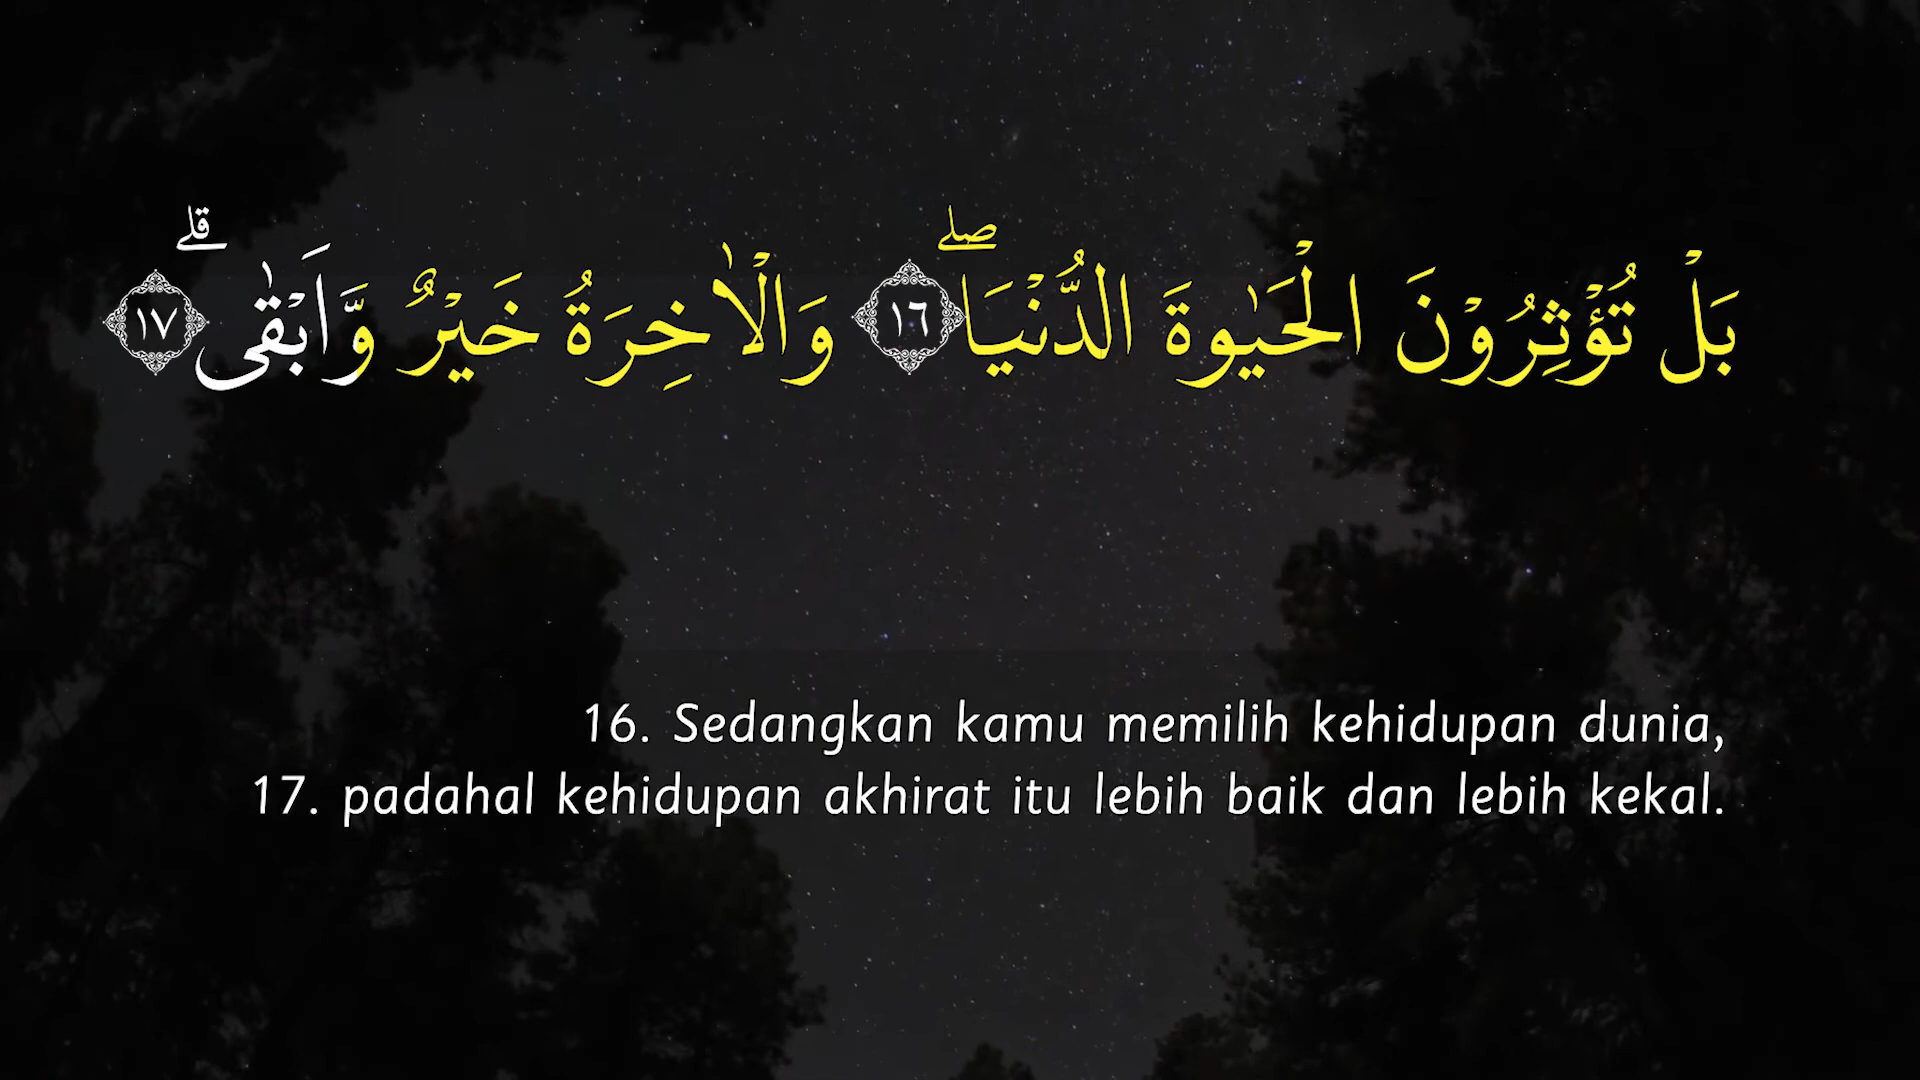 بَلْ تُؤْثِرُوْنَ الْحَيٰوةَ الدُّنْيَاۖ ١٦ وَالْاٰخِرَةُ خَيْرٌ وَّاَبْقٰىۗ ١٧
16. Sedangkan kamu memilih kehidupan dunia,
17. padahal kehidupan akhirat itu lebih baik dan lebih kekal.